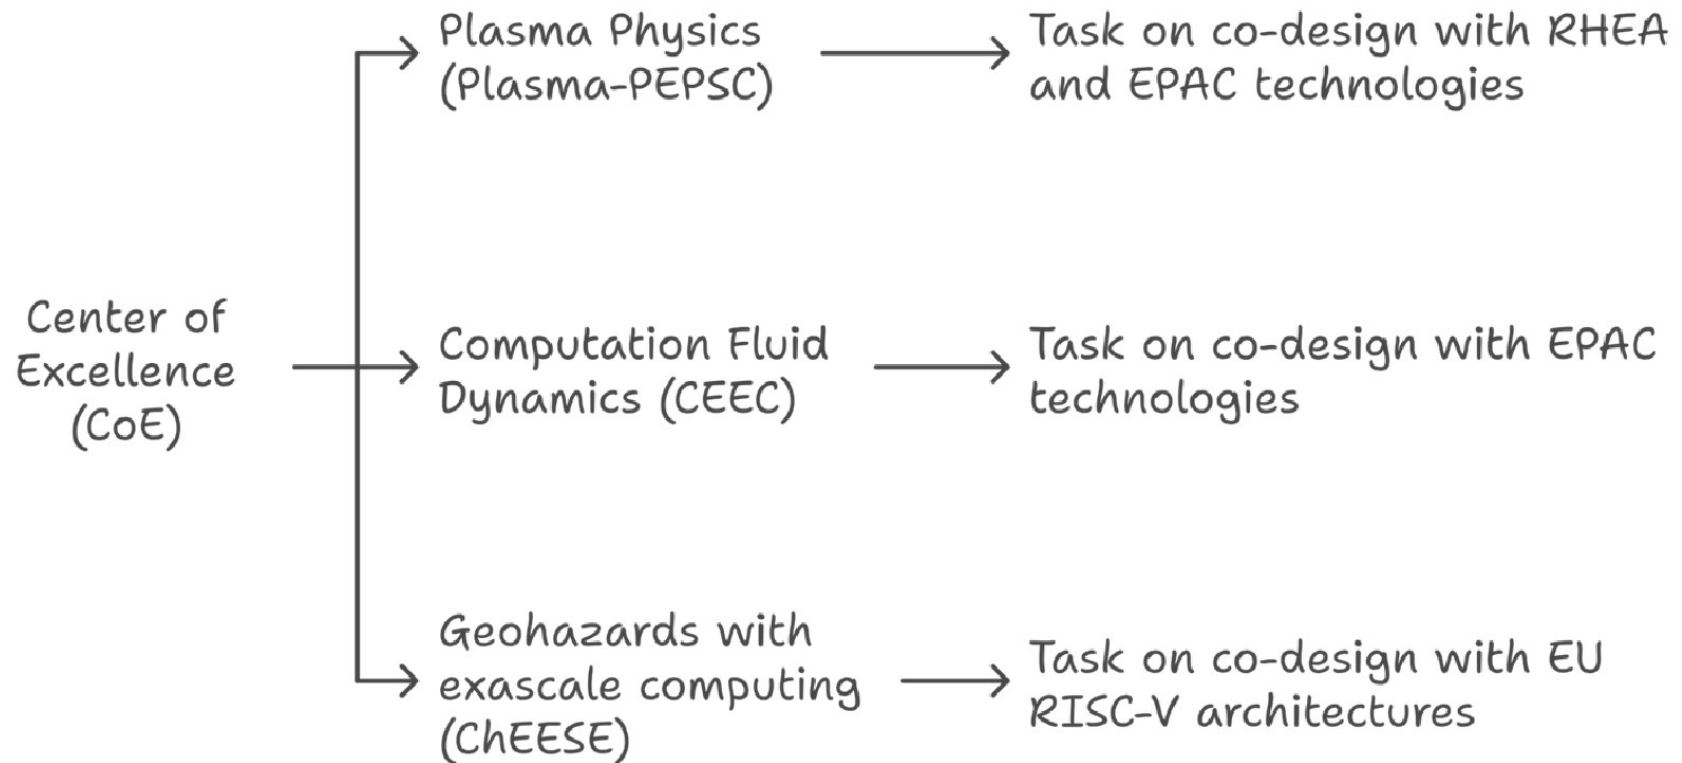 Plasma Physics
(Plasma-PEPSC)
Task on co-design with RHEA
and EPAC technologies
Center of
Excellence
(CoE)
Computation Fluid
Dynamics (CEEC)
Task on co-design with EPAC
technologies
Geohazards with
exascale computing
(ChEESE)
Task on co-design with EU
RISC-V architectures